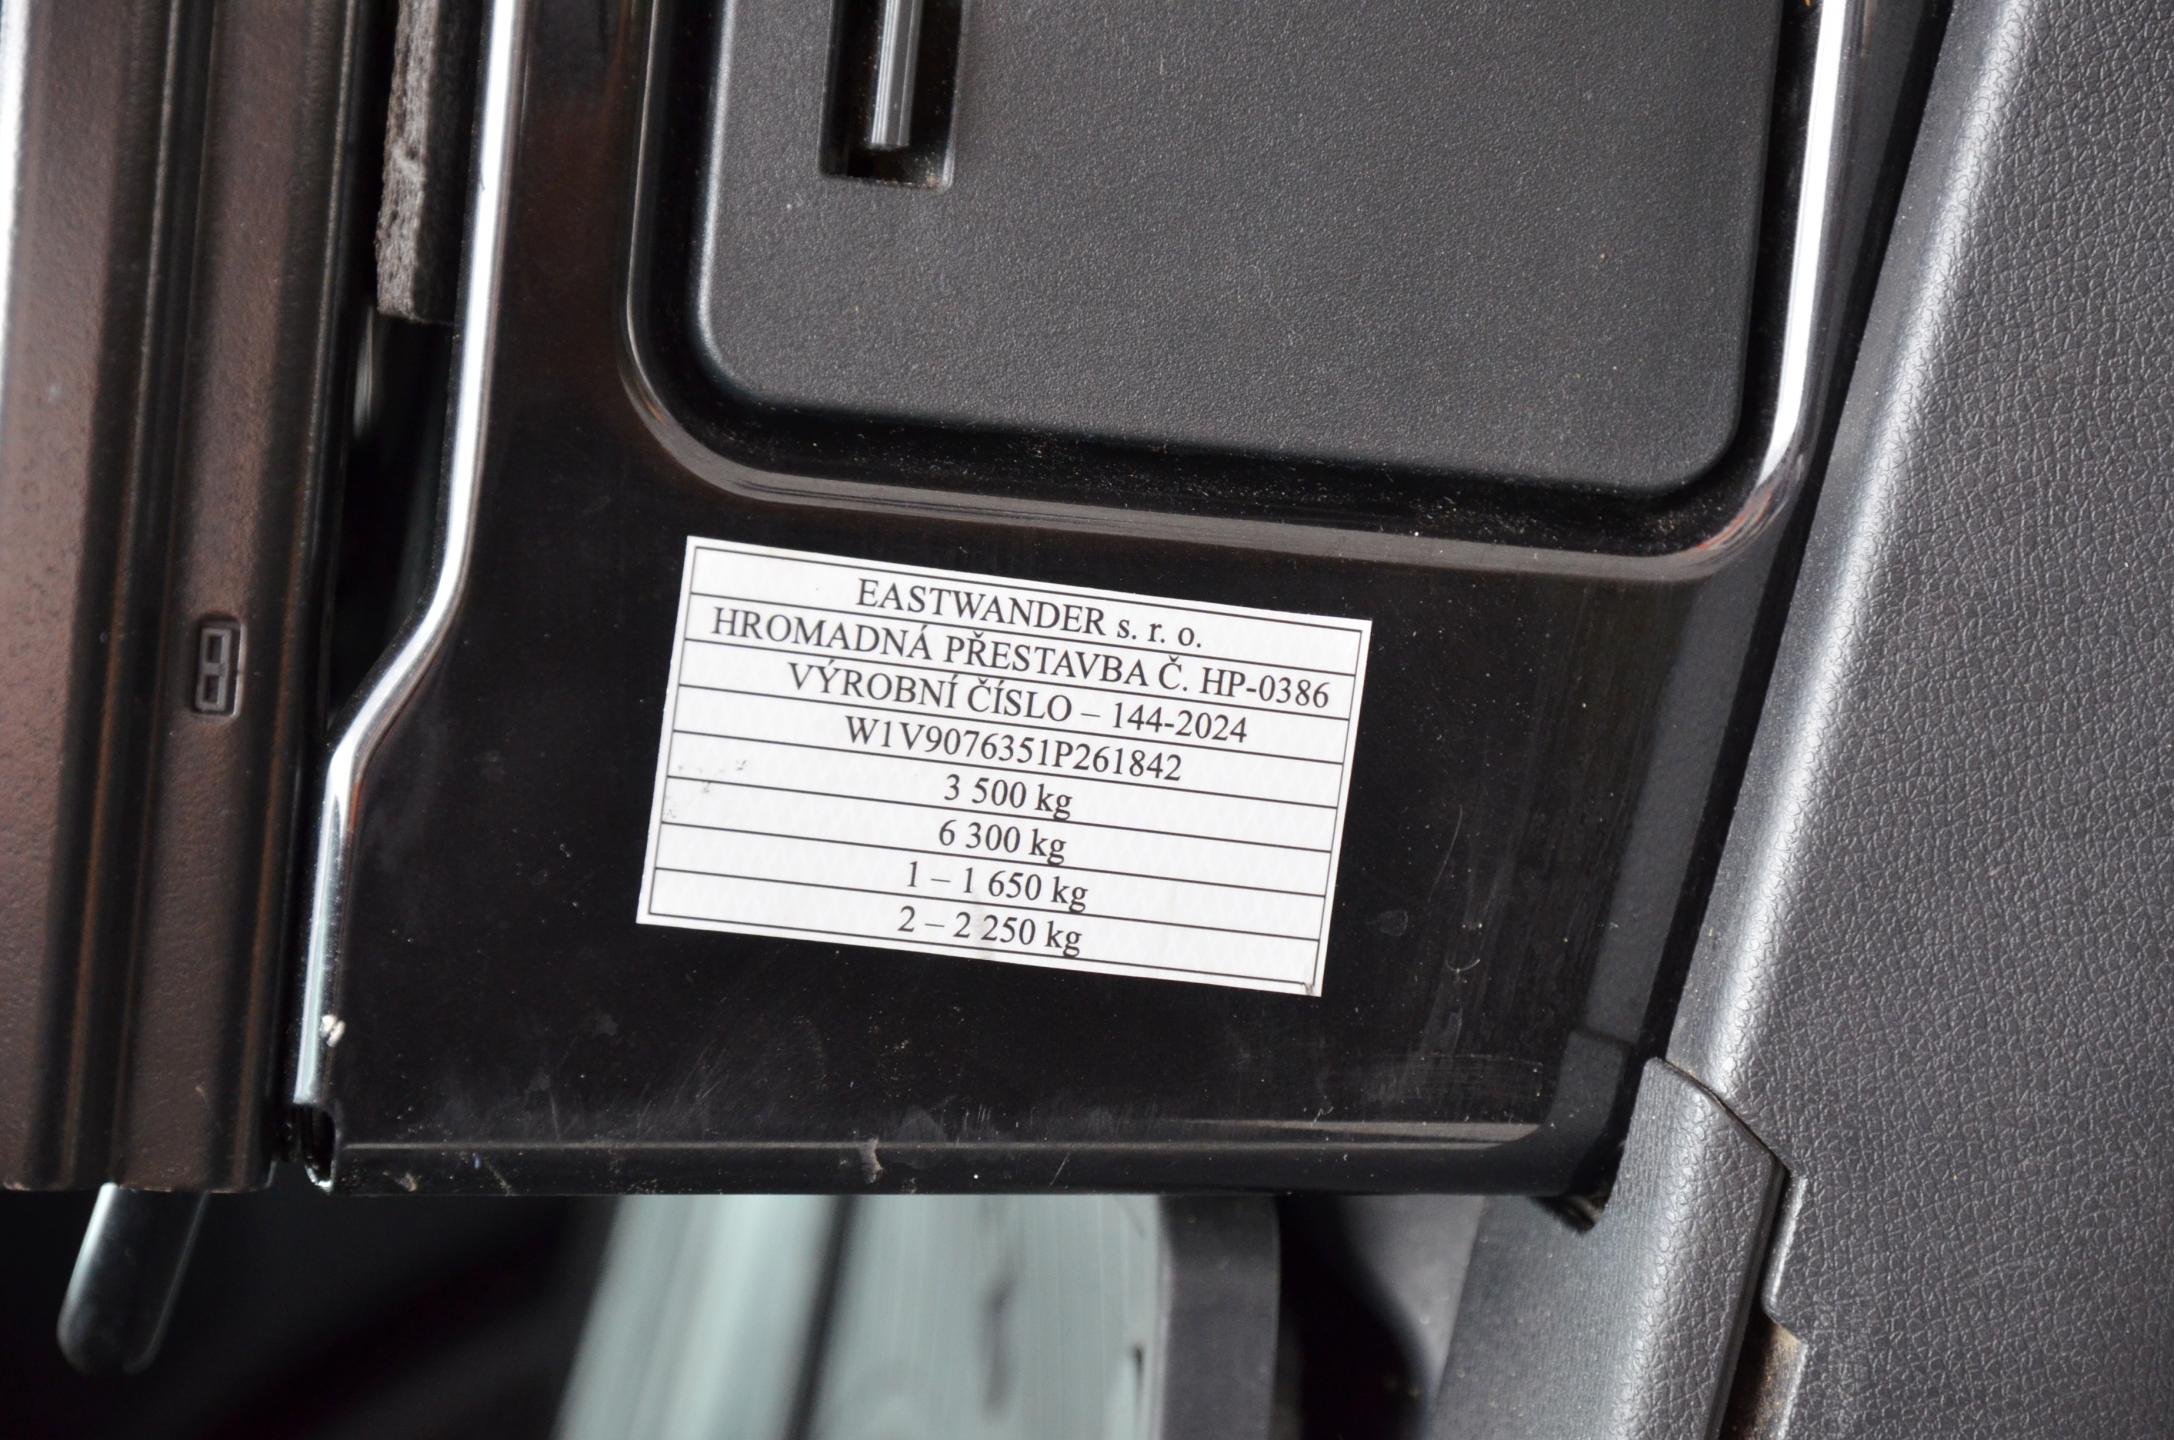 EASTWANDER s. r. o.
HROMADNÁ PŘESTAVBA Č. HP-0386
VÝROBNÍ ČÍSLO – 144-2024
W1V9076351P261842
3 500 kg
6 300 kg
1 – 1 650 kg
2 – 2 250 kg